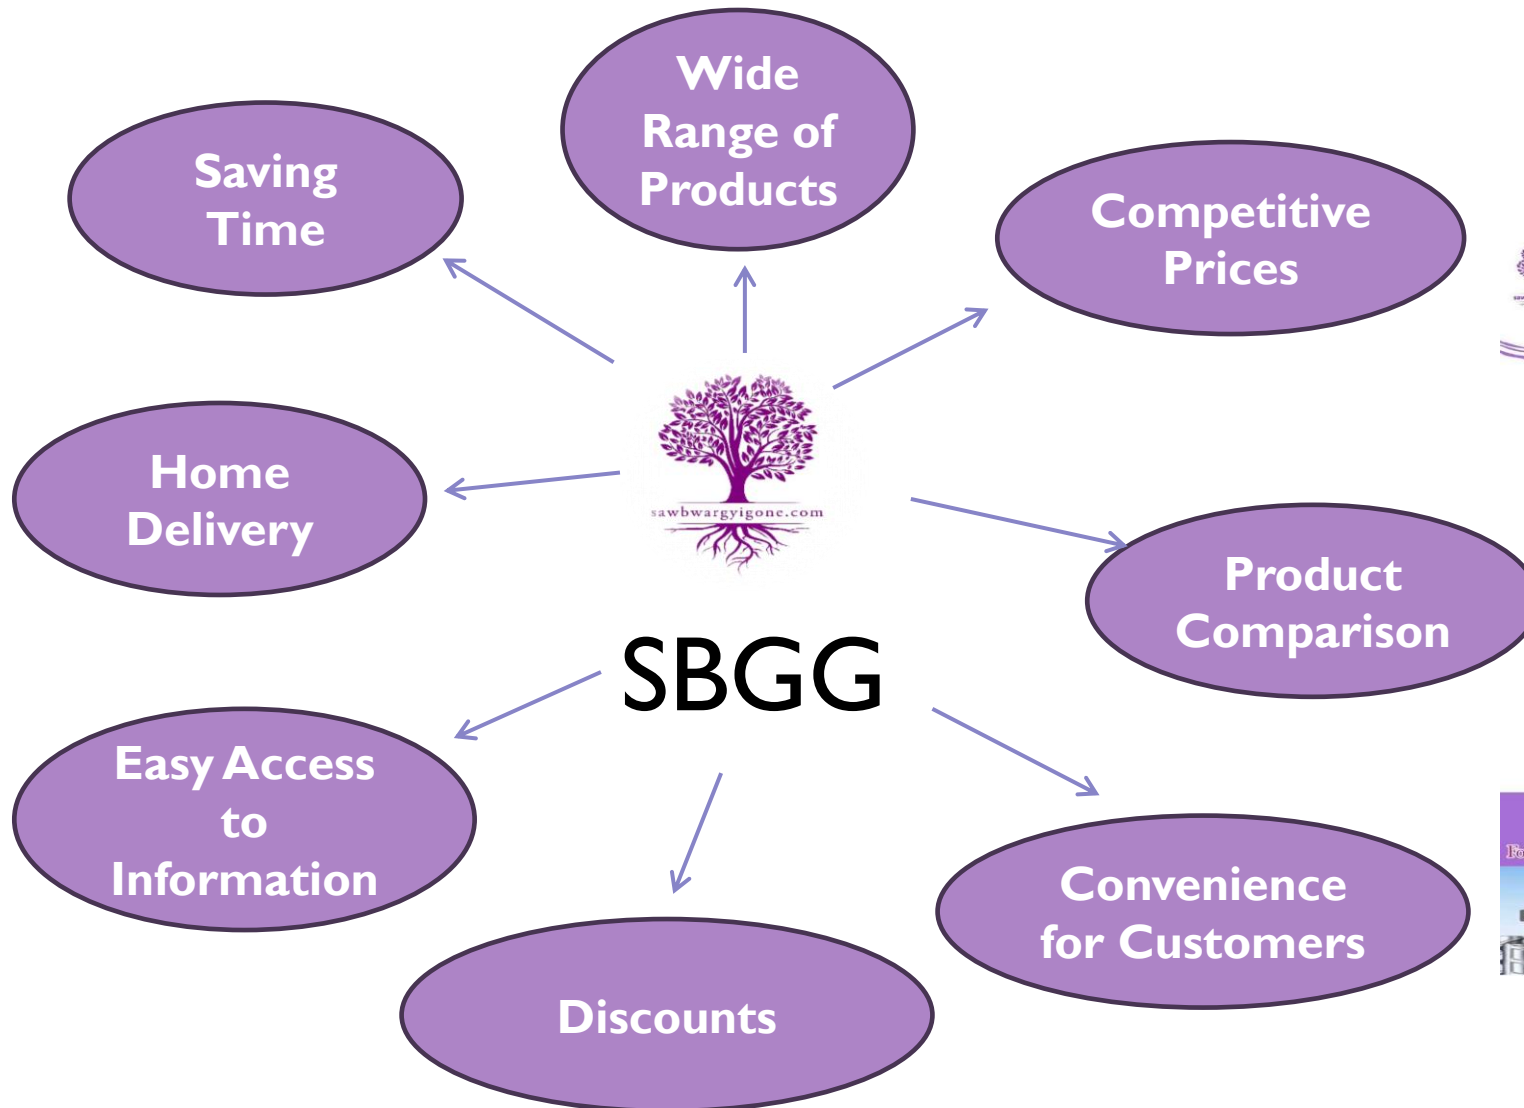 Wide
Range of
Products
Saving
Time
Competitive
Prices
Home
Delivery
sawbwargyigone.com
Product
Comparison
SBGG
Easy Access
to
Information
Convenience
for Customers
Discounts